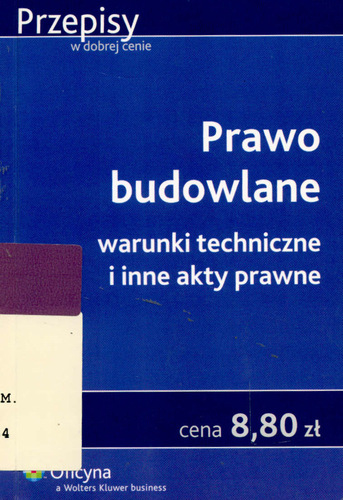 Przepisy
w dobrej cenie
Prawo
budowlane
warunki techniczne
i inne akty prawne
M.
4
cena 8,80 zł
Oficyna
a Wolters Kluwer business